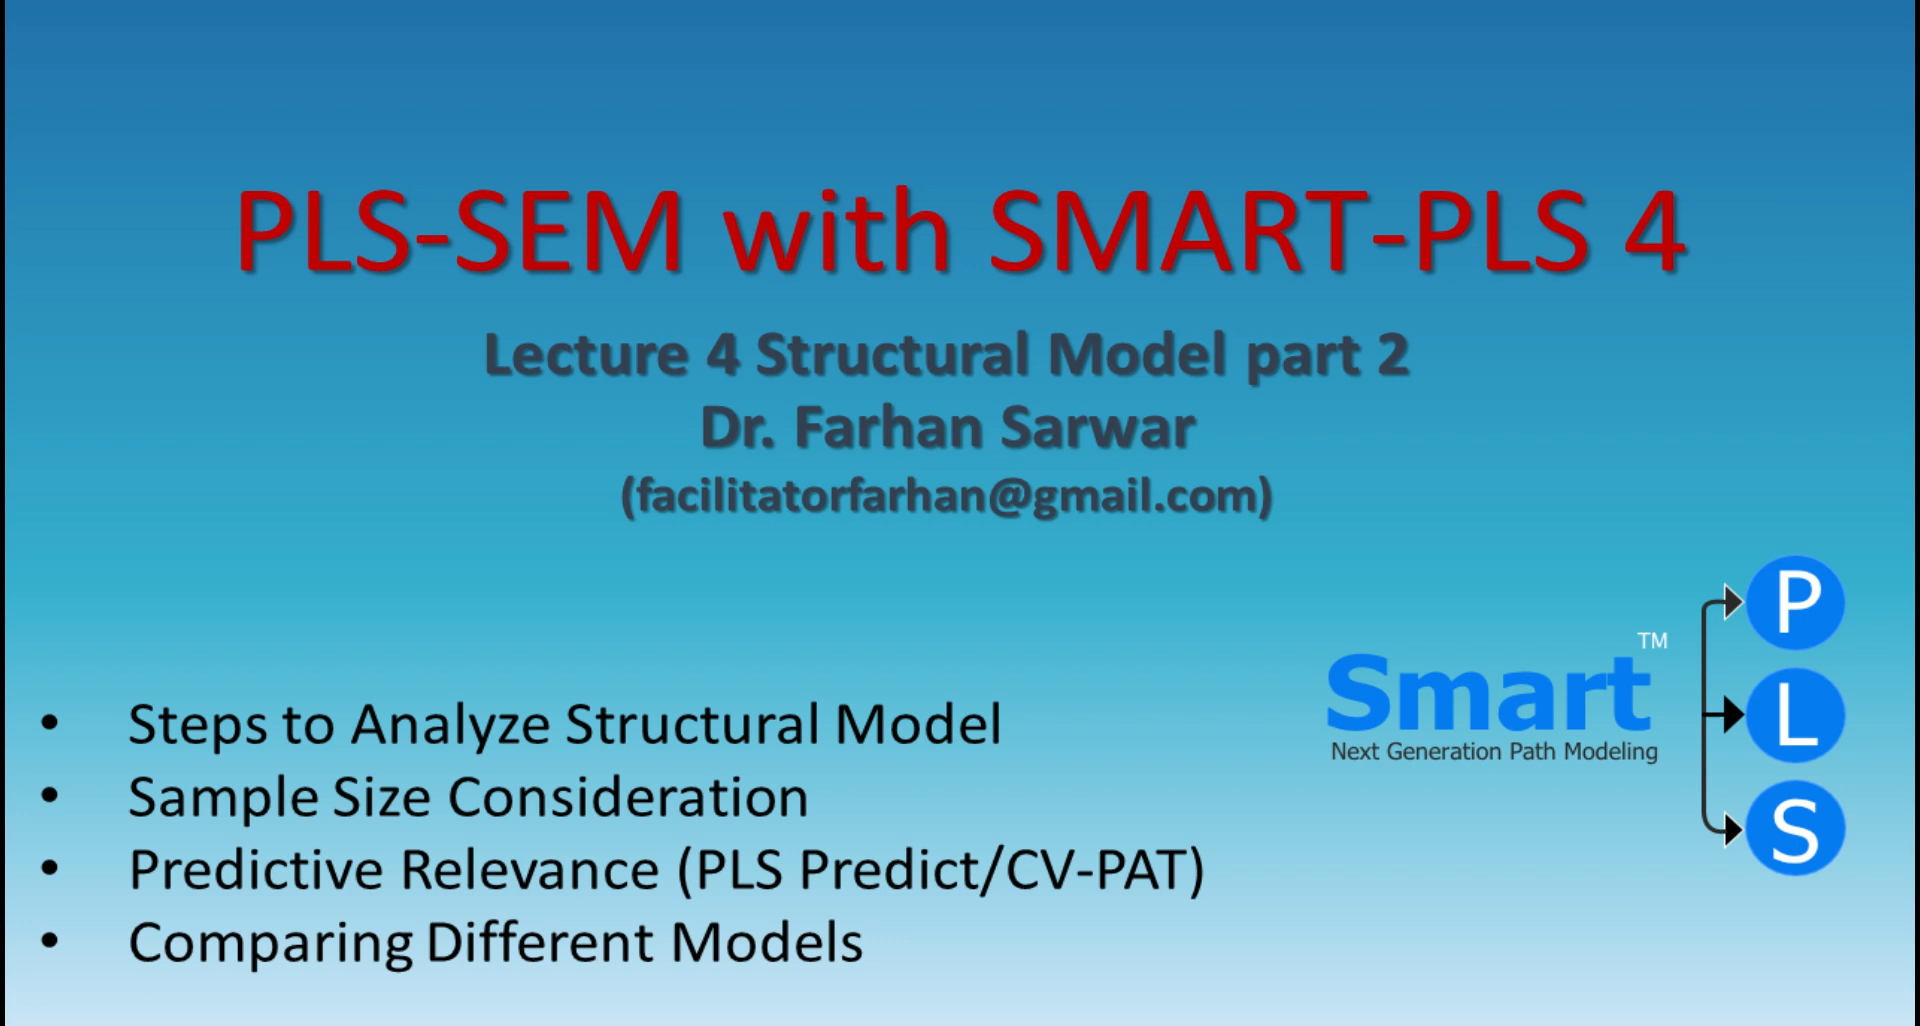 PLS-SEM with SMART-PLS 4
Lecture 4 Structural Model part 2
Dr. Farhan Sarwar
(facilitatorfarhan@gmail.com)
• Steps to Analyze Structural Model
• Sample Size Consideration
• Predictive Relevance (PLS Predict/CV-PAT)
• Comparing Different Models
Smart™
Next Generation Path Modeling
P
L
S